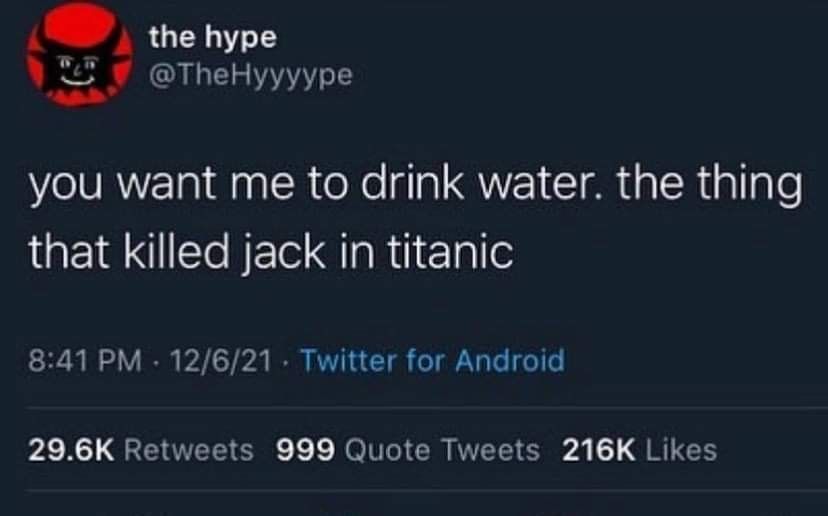 the hype
@TheHyyyype
you want me to drink water. the thing
that killed jack in titanic
8:41 PM · 12/6/21 · Twitter for Android
29.6K Retweets 999 Quote Tweets 216K Likes